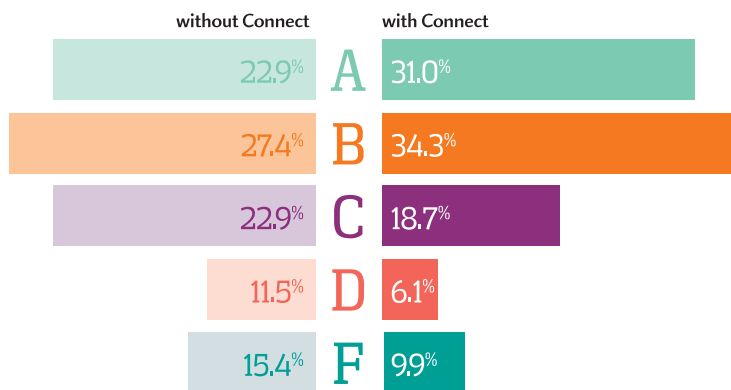 without Connect with Connect
22.9% A 31.0%
27.4% B 34.3%
22.9% C 18.7%
11.5% D 6.1%
15.4% F 9.9%